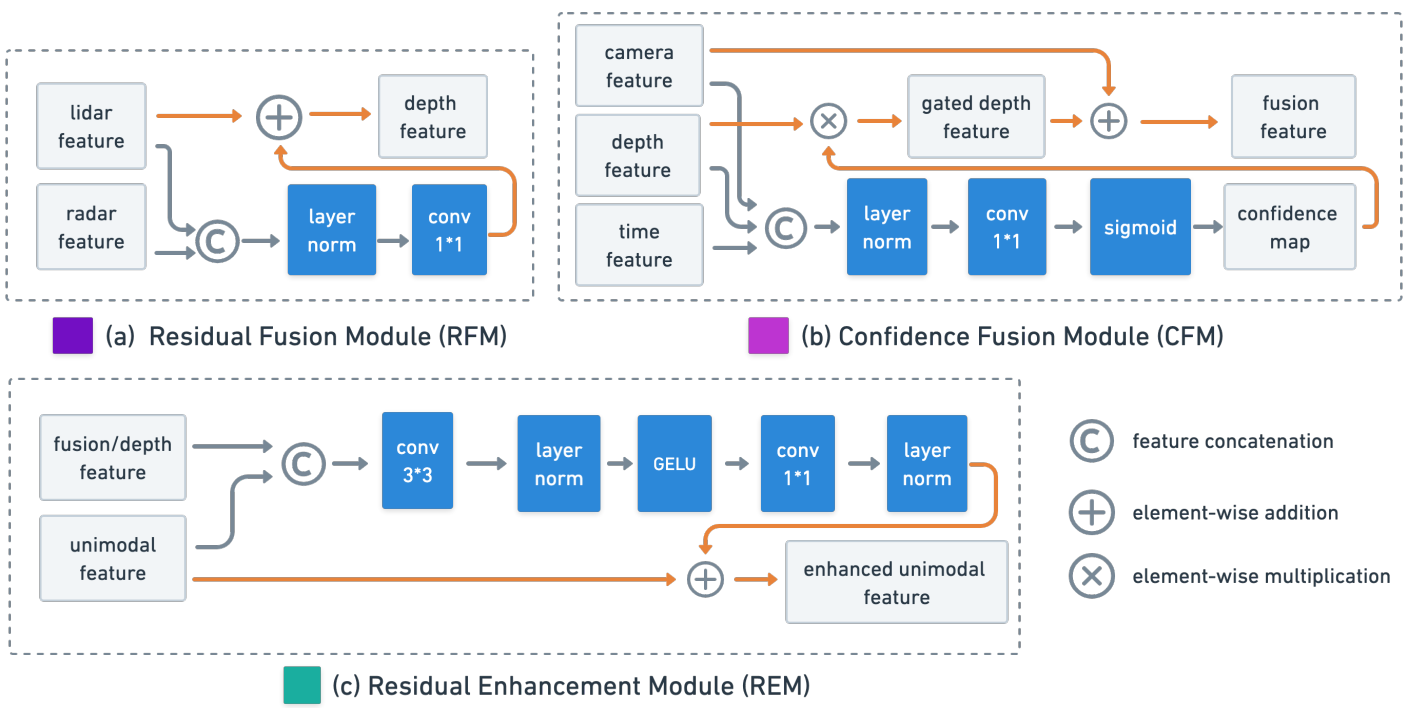 lidar
feature
radar
feature
C
layer
norm
conv
1*1
depth
feature
(a) Residual Fusion Module (RFM)
camera
feature
depth
feature
time
feature
C
gated depth
feature
fusion
feature
layer
norm
conv
1*1
sigmoid
confidence
map
(b) Confidence Fusion Module (CFM)
fusion/depth
feature
unimodal
feature
C
conv
3*3
layer
norm
GELU
conv
1*1
layer
norm
enhanced unimodal
feature
(c) Residual Enhancement Module (REM)
C feature concatenation
+ element-wise addition
× element-wise multiplication